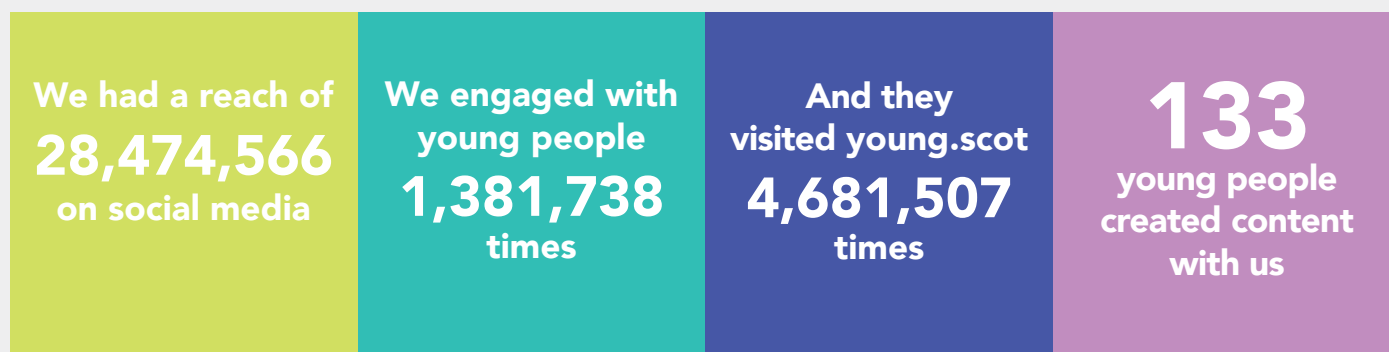 We had a reach of
28,474,566
on social media
We engaged with
young people
1,381,738
times
And they
visited young.scot
4,681,507
times
133
young people
created content
with us